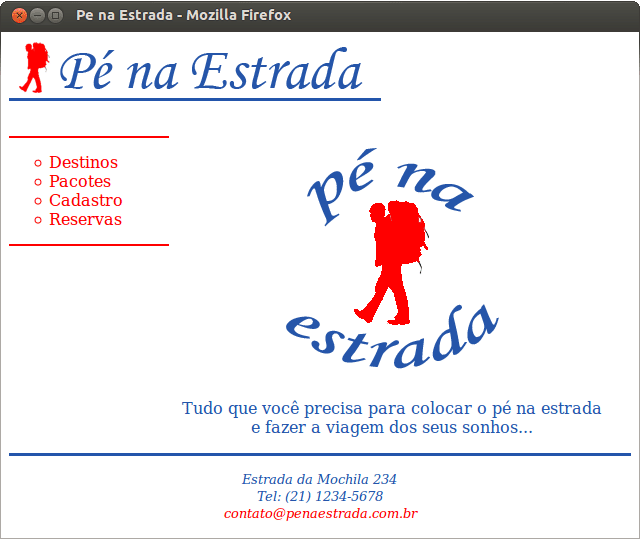 Pe na Estrada - Mozilla Firefox
Pé na Estrada
Destinos
Pacotes
Cadastro
Reservas
pé na
estrada
Tudo que você precisa para colocar o pé na estrada
e fazer a viagem dos seus sonhos...
Estrada da Mochila 234
Tel: (21) 1234-5678
contato@penaestrada.com.br